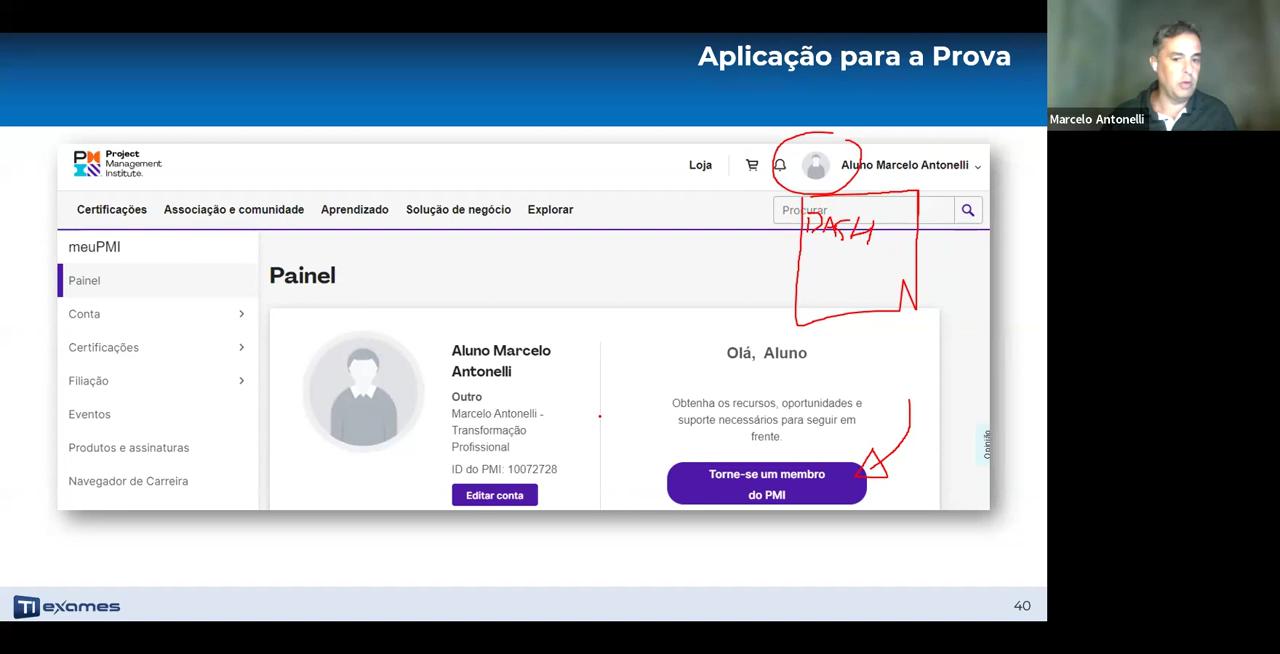 Aplicação para a Prova
Marcelo Antonelli
Project
Management
Institute.
Loja
Aluno Marcelo Antonelli
Certificações
Associação e comunidade
Aprendizado
Solução de negócio
Explorar
Procurar
DASH
meuPMI
Painel
Conta
Certificações
Filiação
Eventos
Produtos e assinaturas
Navegador de Carreira
Painel
Aluno Marcelo
Antonelli
Outro
Marcelo Antonelli -
Transformação
Profissional
ID do PMI: 10072728
Editar conta
Olá, Aluno
Obtenha os recursos, oportunidades e
suporte necessários para seguir em
frente.
Torne-se um membro
do PMI
Opinião
TI exames
40